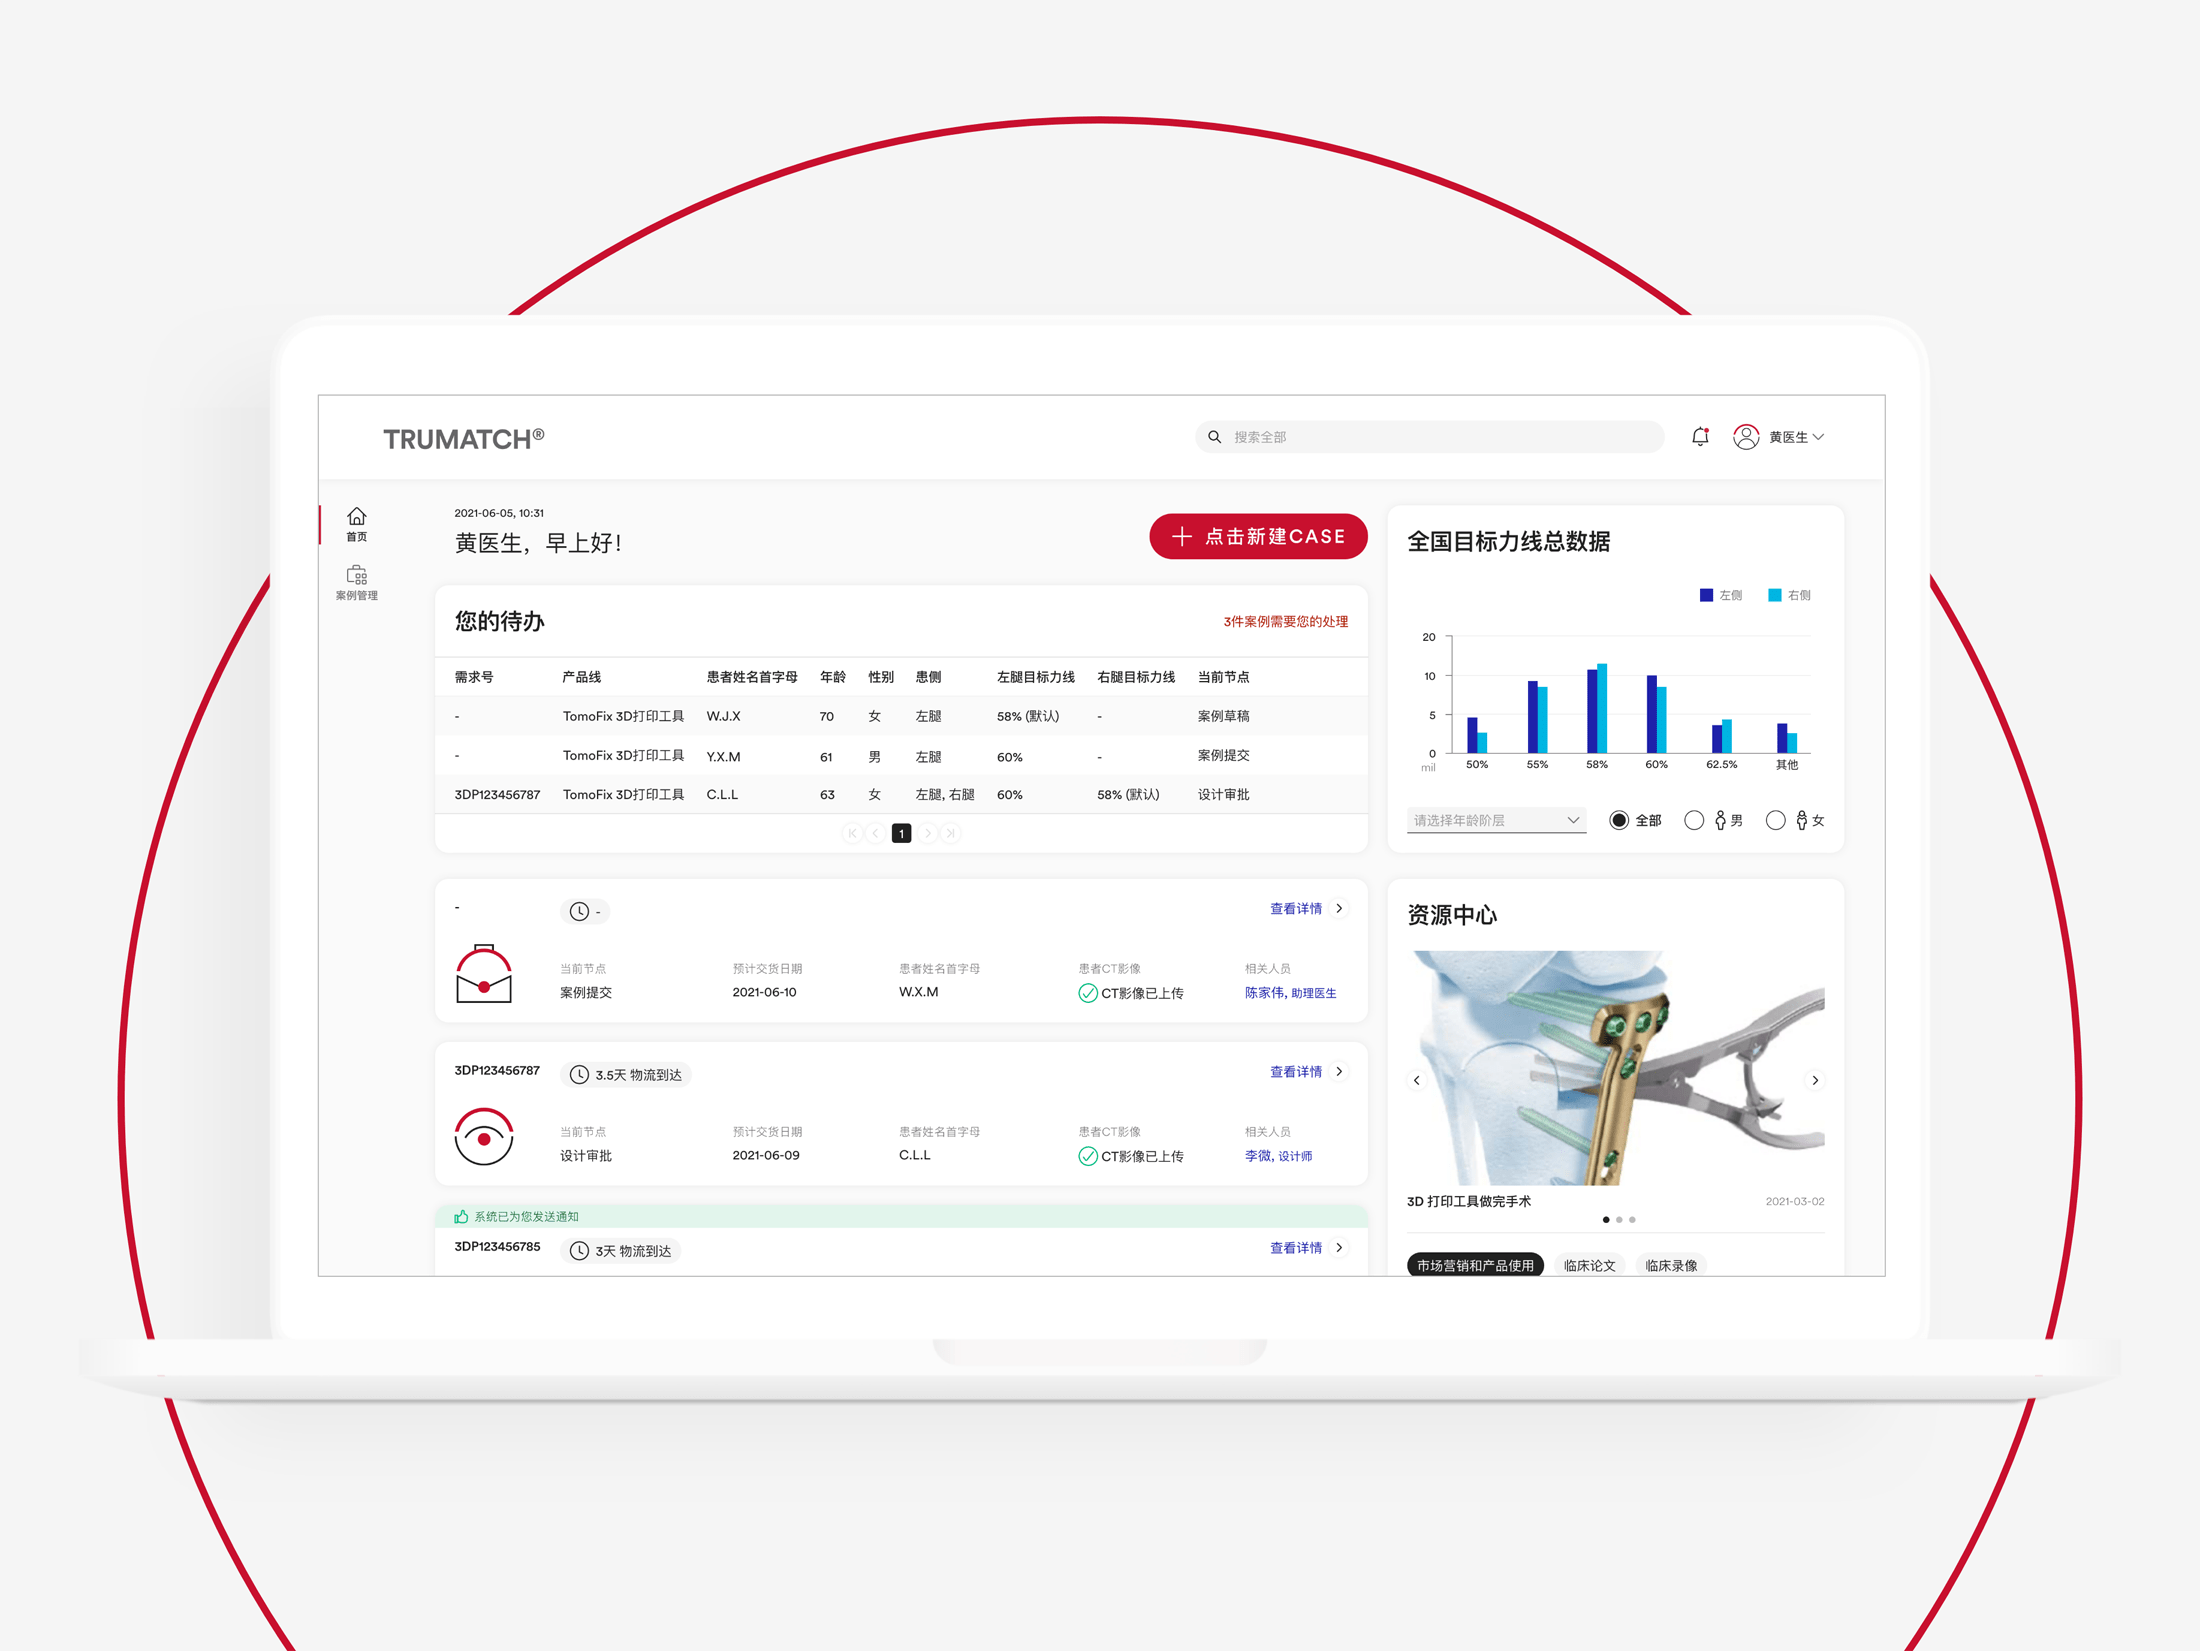 TRUMATCH®
搜索全部
黄医生
首页
案例管理
2021-06-05, 10:31
黄医生，早上好！
点击新建CASE
您的待办
3件案例需要您的处理
需求号 产品线 患者姓名首字母 年龄 性别 患侧 左腿目标力线 右腿目标力线 当前节点
- TomoFix 3D打印工具 W.J.X 70 女 左腿 58% (默认) - 案例草稿
- TomoFix 3D打印工具 Y.X.M 61 男 左腿 60% - 案例提交
3DP123456787 TomoFix 3D打印工具 C.L.L 63 女 左腿, 右腿 60% 58% (默认) 设计审批
1
- - 查看详情
当前节点 预计交货日期 患者姓名首字母 患者CT影像 相关人员
案例提交 2021-06-10 W.X.M CT影像已上传 陈家伟, 助理医生
3DP123456787 3.5天 物流到达 查看详情
当前节点 预计交货日期 患者姓名首字母 患者CT影像 相关人员
设计审批 2021-06-09 C.L.L CT影像已上传 李微, 设计师
系统已为您发送通知
3DP123456785 3天 物流到达 查看详情
全国目标力线总数据
左侧 右侧
20
10
5
0
mil
50% 55% 58% 60% 62.5% 其他
请选择年龄阶层 全部 男 女
资源中心
3D 打印工具做完手术 2021-03-02
市场营销和产品使用 临床论文 临床录像